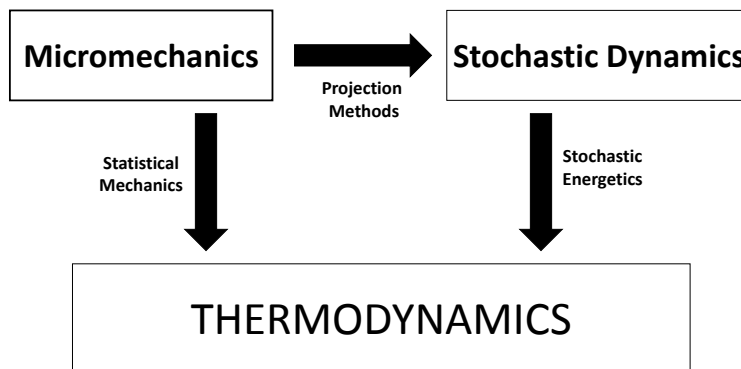 Micromechanics
Stochastic Dynamics
Projection
Methods
Statistical
Mechanics
Stochastic
Energetics
THERMODYNAMICS